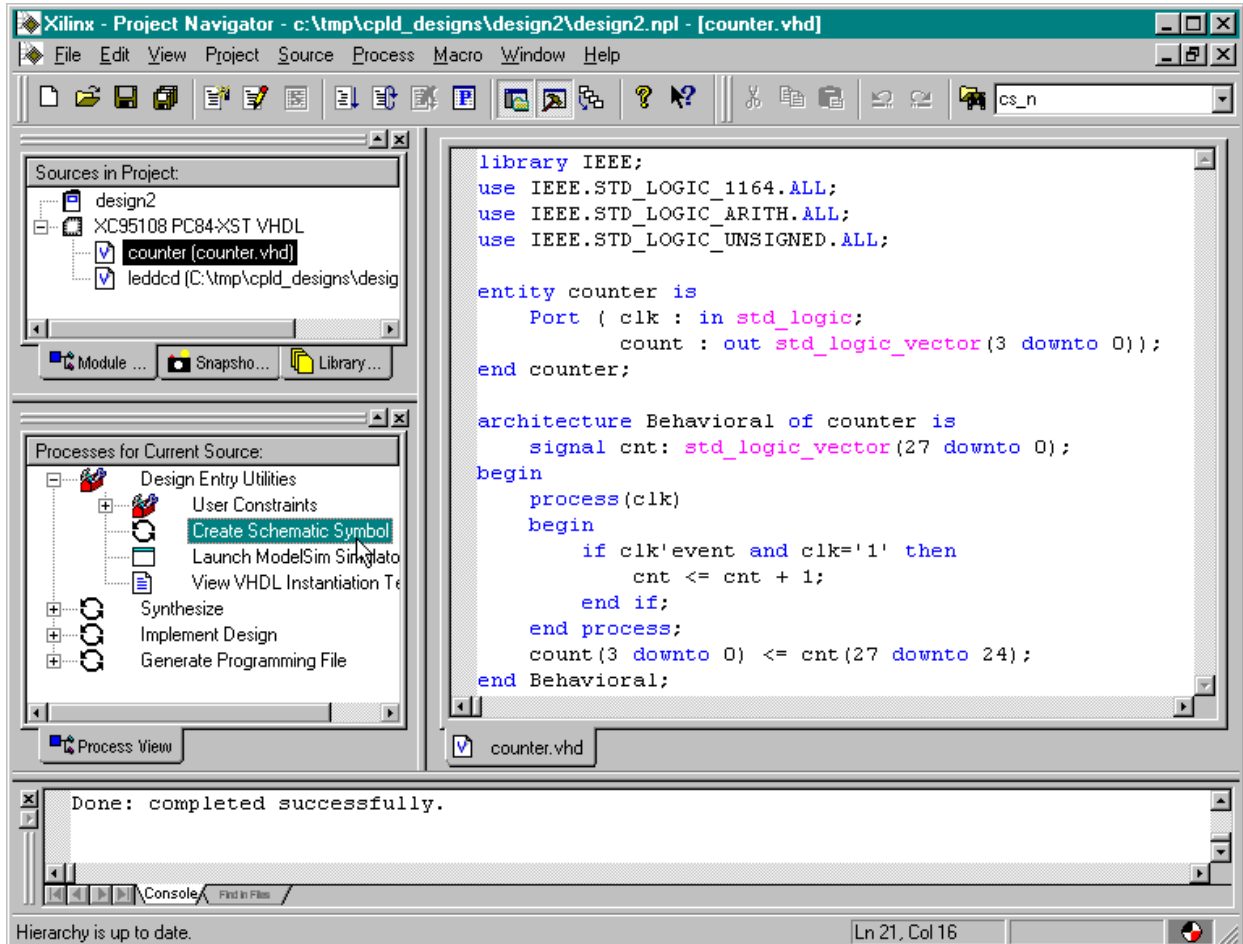 Xilinx - Project Navigator - c:\tmp\cpld_designs\design2\design2.npl - [counter.vhd]
File Edit View Project Source Process Macro Window Help
cs_n
Sources in Project:
design2
XC95108 PC84-XST VHDL
counter (counter.vhd)
leddcd (C:\tmp\cpld_designs\desig
Module ... Snapsho... Library...
Processes for Current Source:
Design Entry Utilities
User Constraints
Create Schematic Symbol
Launch ModelSim Simulato
View VHDL Instantiation Te
Synthesize
Implement Design
Generate Programming File
Process View
library IEEE;
use IEEE.STD_LOGIC_1164.ALL;
use IEEE.STD_LOGIC_ARITH.ALL;
use IEEE.STD_LOGIC_UNSIGNED.ALL;
entity counter is
Port ( clk : in std_logic;
count : out std_logic_vector(3 downto 0));
end counter;
architecture Behavioral of counter is
signal cnt: std_logic_vector(27 downto 0);
begin
process(clk)
begin
if clk'event and clk='1' then
cnt <= cnt + 1;
end if;
end process;
count(3 downto 0) <= cnt(27 downto 24);
end Behavioral;
counter.vhd
Done: completed successfully.
Console Find in Files
Hierarchy is up to date. Ln 21, Col 16